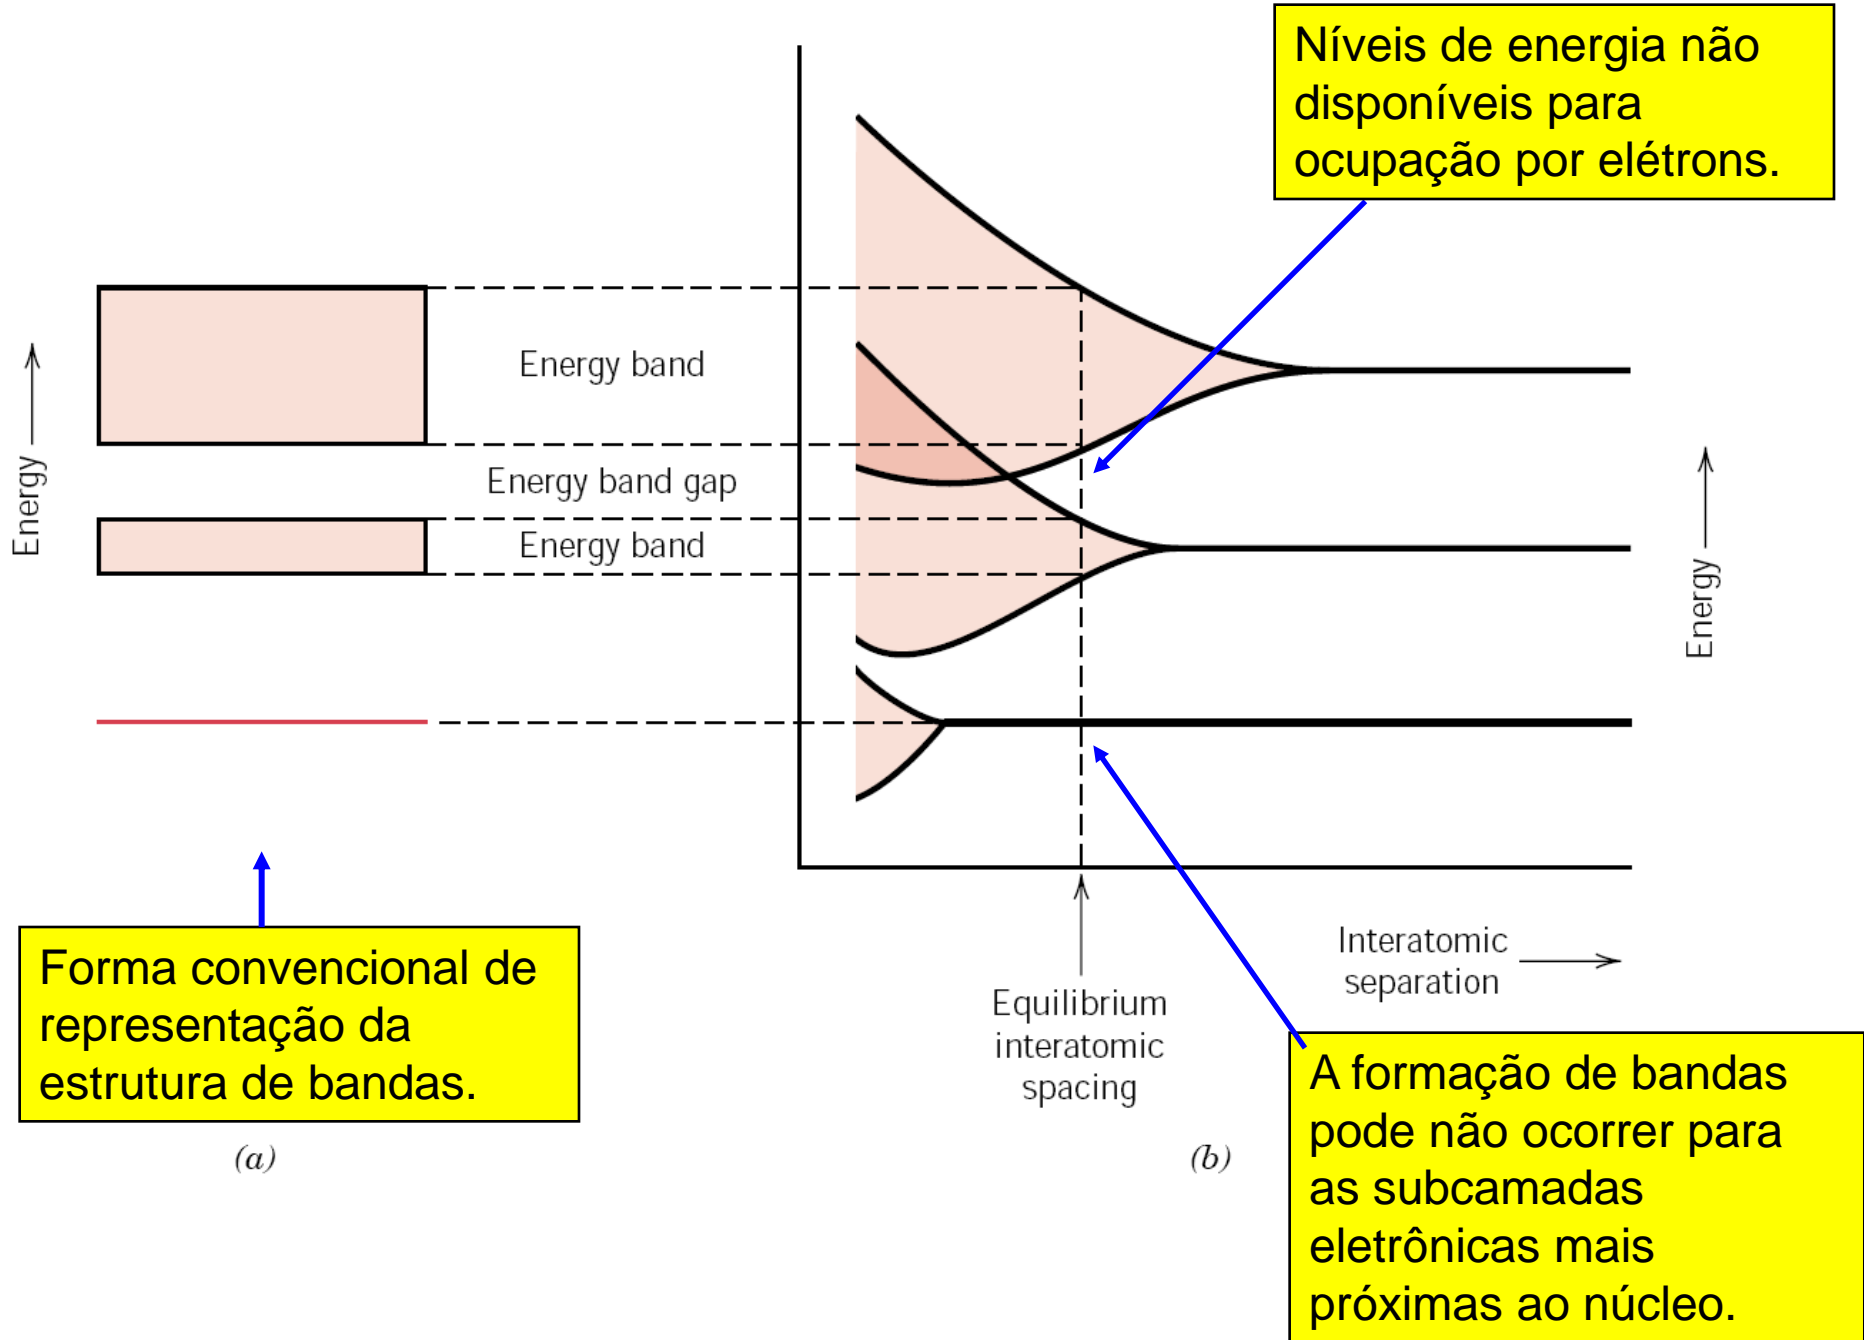 Níveis de energia não
disponíveis para
ocupação por elétrons.
Energy
Energy band
Energy band gap
Energy band
Energy
Forma convencional de
representação da
estrutura de bandas.
(a)
Equilibrium
interatomic
spacing
Interatomic
separation
(b)
A formação de bandas
pode não ocorrer para
as subcamadas
eletrônicas mais
próximas ao núcleo.